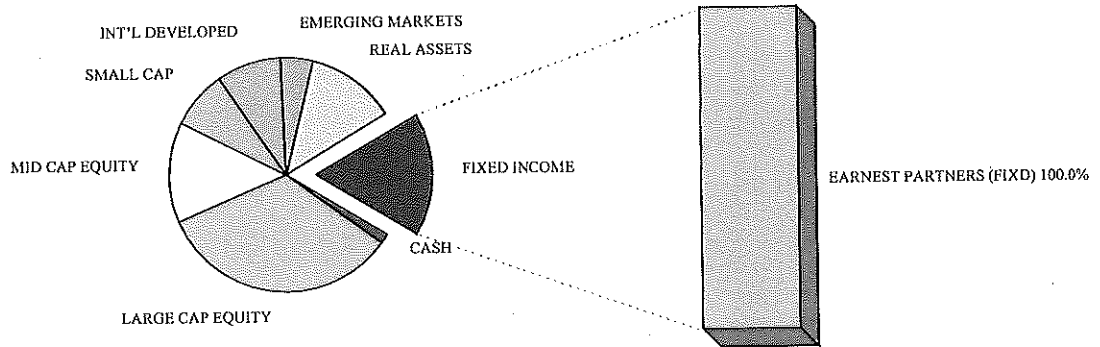 EMERGING MARKETS
INT'L DEVELOPED
REAL ASSETS
SMALL CAP
MID CAP EQUITY
FIXED INCOME
EARNEST PARTNERS (FIXD) 100.0%
CASH
LARGE CAP EQUITY